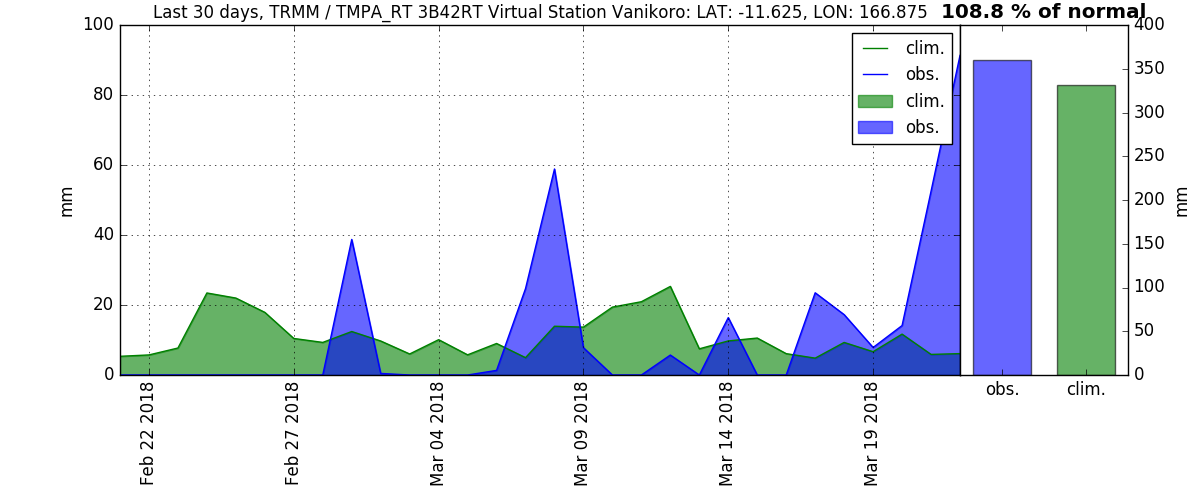 Last 30 days, TRMM / TMPA_RT 3B42RT Virtual Station Vanikoro: LAT: -11.625, LON: 166.875 108.8 % of normal
100
80
60
40
20
0
mm
clim.
obs.
clim.
obs.
Feb 22 2018
Feb 27 2018
Mar 04 2018
Mar 09 2018
Mar 14 2018
Mar 19 2018
400
350
300
250
200
150
100
50
0
mm
obs.
clim.